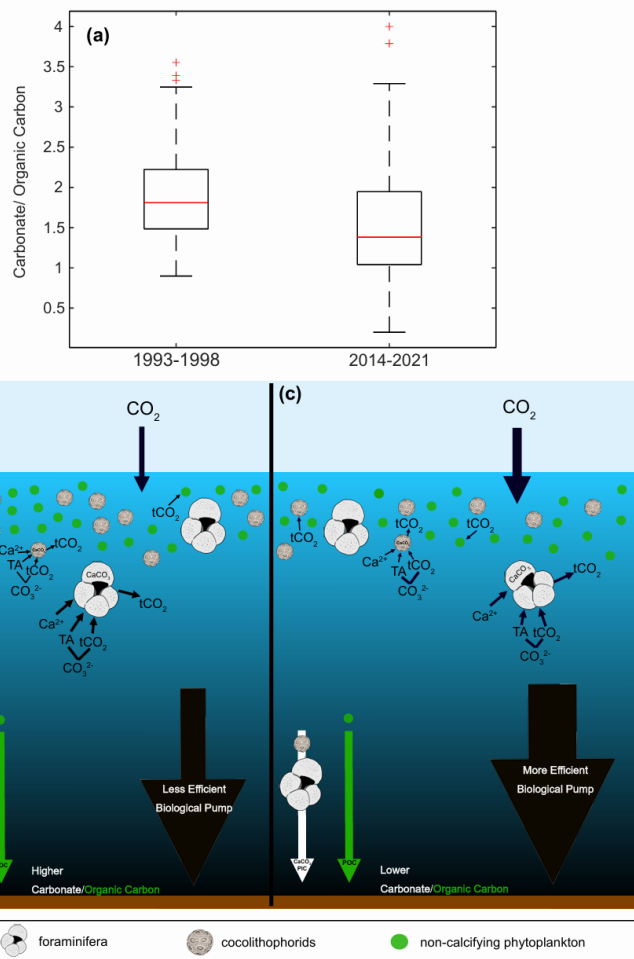 (a)
Carbonate/ Organic Carbon
4
3.5
3
2.5
2
1.5
1
0.5
1993-1998
2014-2021
CO2
tCO2
Ca2+
CaCO3
tCO2
TA
tCO2
CO3 2-
CaCO3
tCO2
Ca2+
TA
tCO2
CO3 2-
Less Efficient
Biological Pump
Higher
Carbonate/Organic Carbon
(c)
CO2
tCO2
tCO2
tCO2
CaCO3
Ca2+
TA
tCO2
CO3 2-
CaCO3
tCO2
Ca2+
TA
tCO2
CO3 2-
More Efficient
Biological Pump
CaCO3
PIC
POC
Lower
Carbonate/Organic Carbon
foraminifera
cocolithophorids
non-calcifying phytoplankton